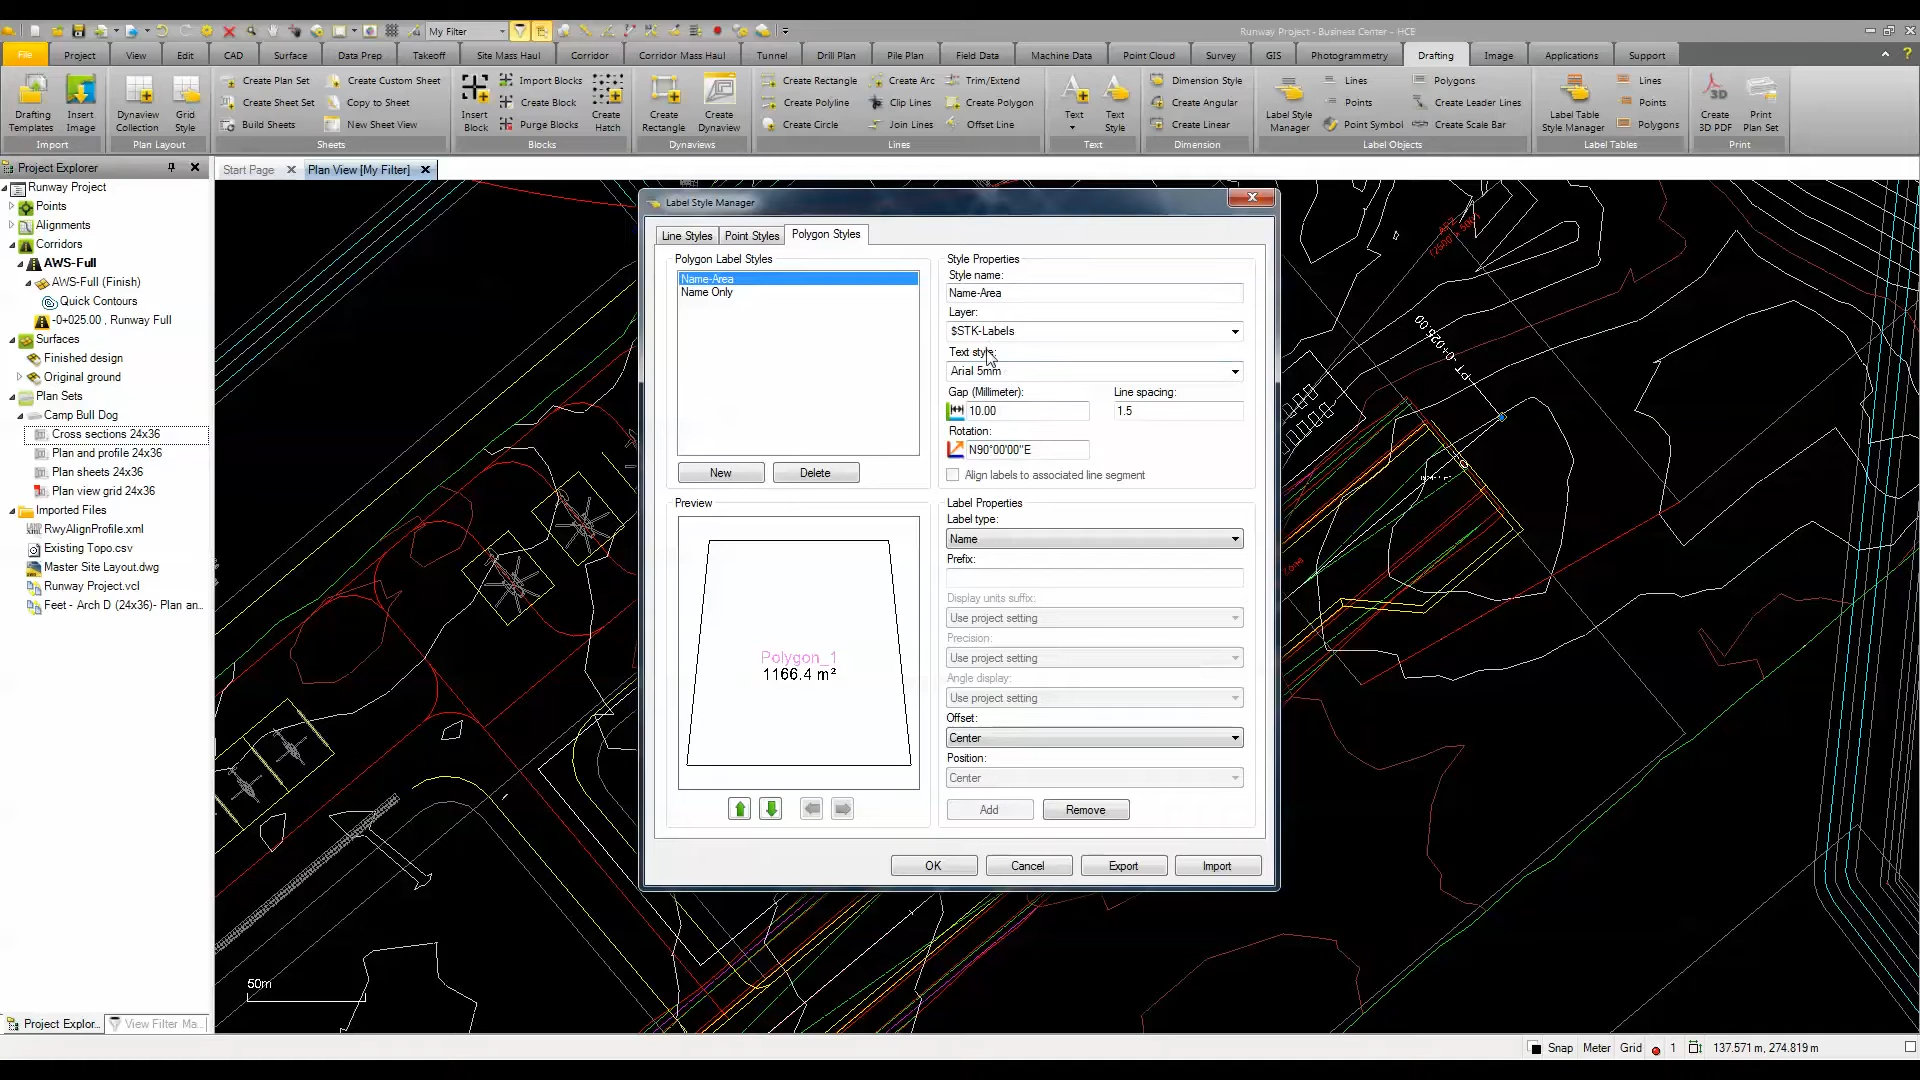 My Filter
Runway Project - Business Center - HCE
File Project View Edit CAD Surface Data Prep Takeoff Site Mass Haul Corridor Corridor Mass Haul Tunnel Drill Plan Pile Plan Field Data Machine Data Point Cloud Survey GIS Photogrammetry Drafting Image Applications Support
Drafting Templates
Insert Image
Import
Dynaview Collection
Grid Style
Plan Layout
Create Plan Set
Create Sheet Set
Build Sheets
Create Custom Sheet
Copy to Sheet
New Sheet View
Sheets
Insert Block
Import Blocks
Create Block
Purge Blocks
Create Hatch
Blocks
Create Rectangle
Create Dynaview
Dynaviews
Create Rectangle
Create Polyline
Create Circle
Create Arc
Clip Lines
Join Lines
Trim/Extend
Create Polygon
Offset Line
Lines
Text
Text Style
Text
Dimension Style
Create Angular
Create Linear
Dimension
Label Style Manager
Lines
Points
Point Symbol
Polygons
Create Leader Lines
Create Scale Bar
Label Objects
Label Table Style Manager
Lines
Points
Polygons
Label Tables
Create 3D PDF
Print Plan Set
Print
Project Explorer
Runway Project
Points
Alignments
Corridors
AWS-Full
AWS-Full (Finish)
Quick Contours
-0+025.00 , Runway Full
Surfaces
Finished design
Original ground
Plan Sets
Camp Bull Dog
Cross sections 24x36
Plan and profile 24x36
Plan sheets 24x36
Plan view grid 24x36
Imported Files
RwyAlignProfile.xml
Existing Topo.csv
Master Site Layout.dwg
Runway Project.vcl
Feet - Arch D (24x36)- Plan an..
Project Explor...
View Filter Ma...
Start Page
Plan View [My Filter]
Label Style Manager
Line Styles
Point Styles
Polygon Styles
Polygon Label Styles
Name-Area
Name Only
New
Delete
Preview
Polygon_1
1166.4 m²
Style Properties
Style name:
Name-Area
Layer:
$STK-Labels
Text style:
Arial 5mm
Gap (Millimeter):
Line spacing:
10.00
1.5
Rotation:
N90°00'00"E
Align labels to associated line segment
Label Properties
Label type:
Name
Prefix:
Display units suffix:
Use project setting
Precision:
Use project setting
Angle display:
Use project setting
Offset:
Center
Position:
Center
Add
Remove
OK
Cancel
Export
Import
PT -0+025.00
50m
Snap Meter Grid 1 137.571 m, 274.819 m